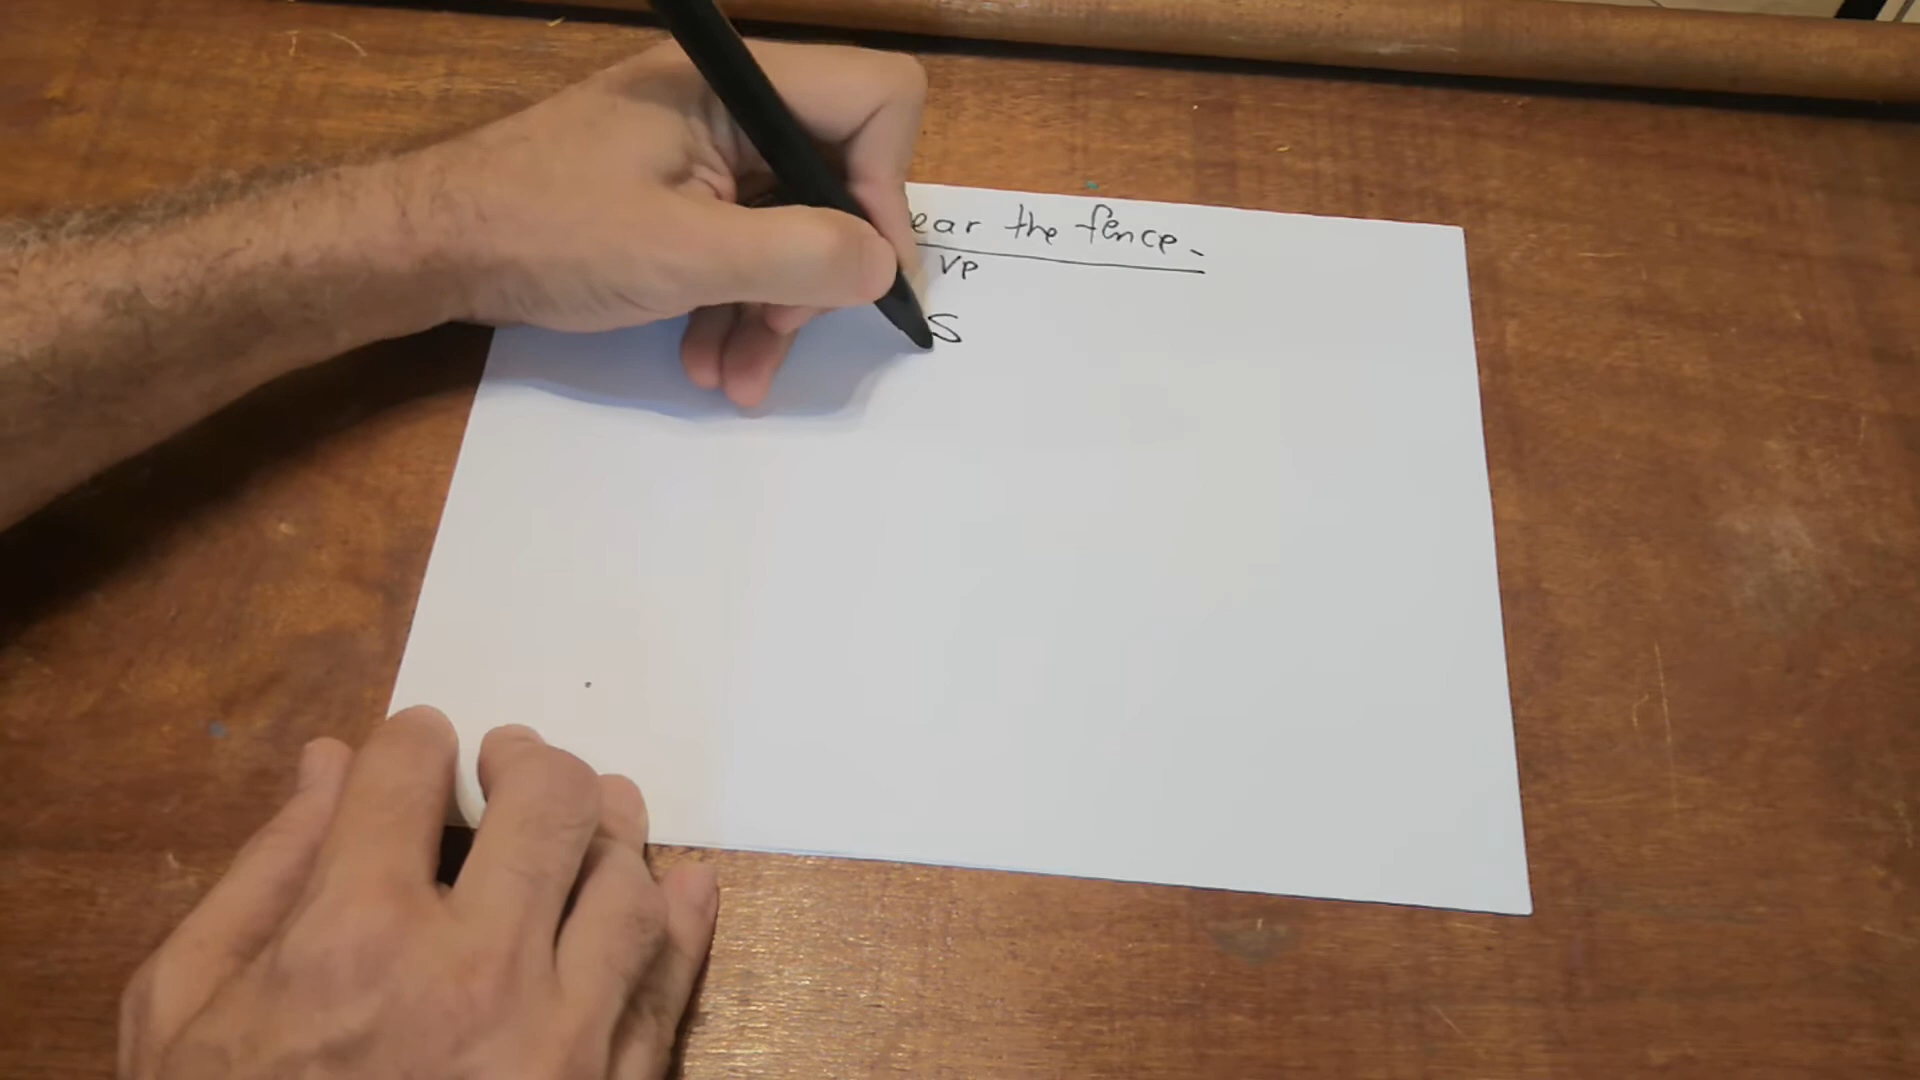 ear the fence.
VP
S